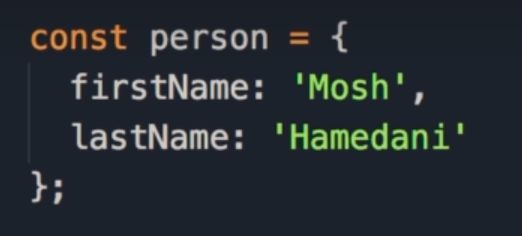 const person = {
firstName: 'Mosh',
lastName: 'Hamedani'
};